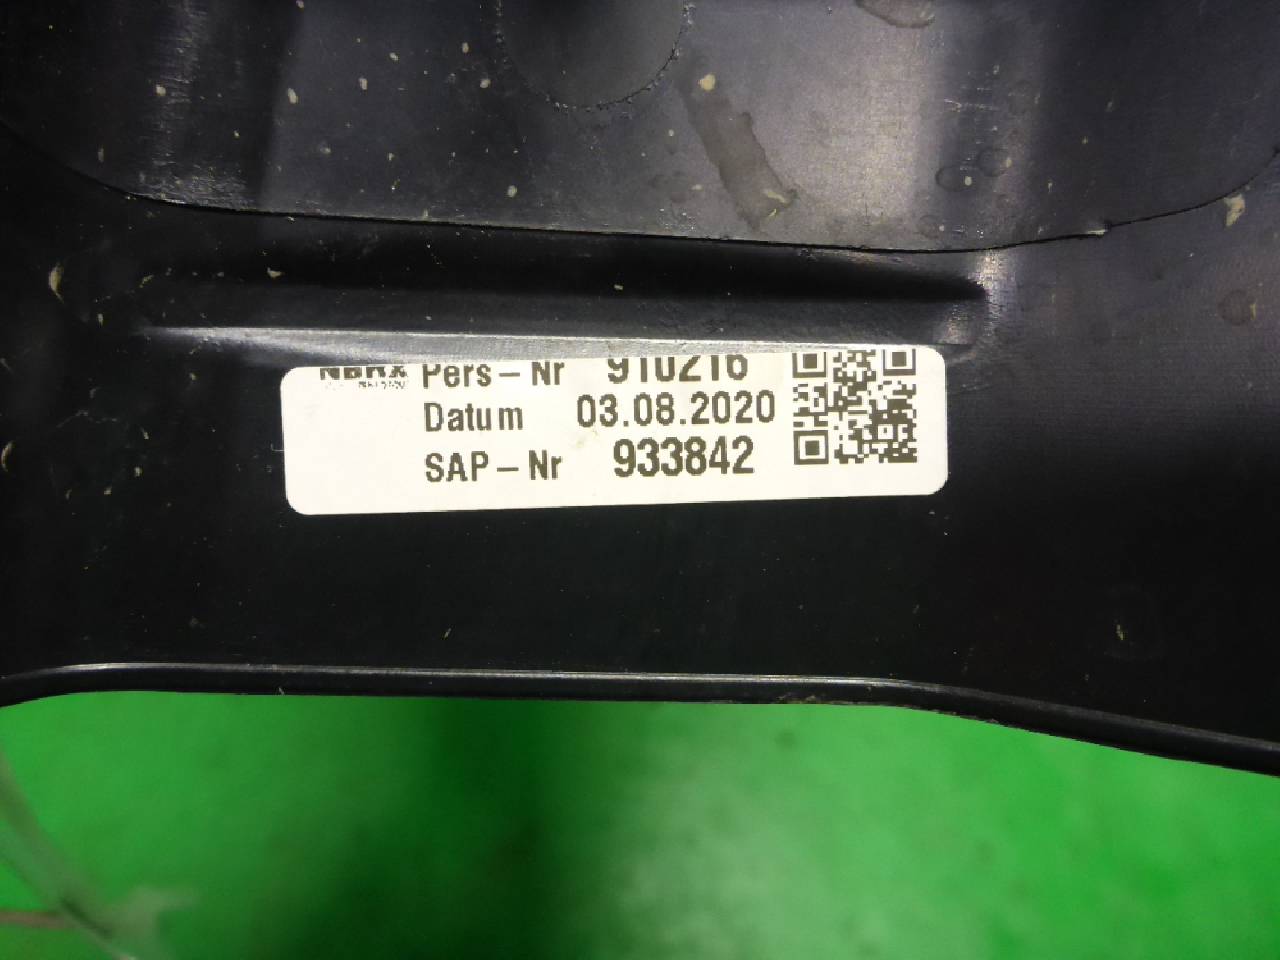 Pers-Nr 910216
Datum 03.08.2020
SAP-Nr 933842